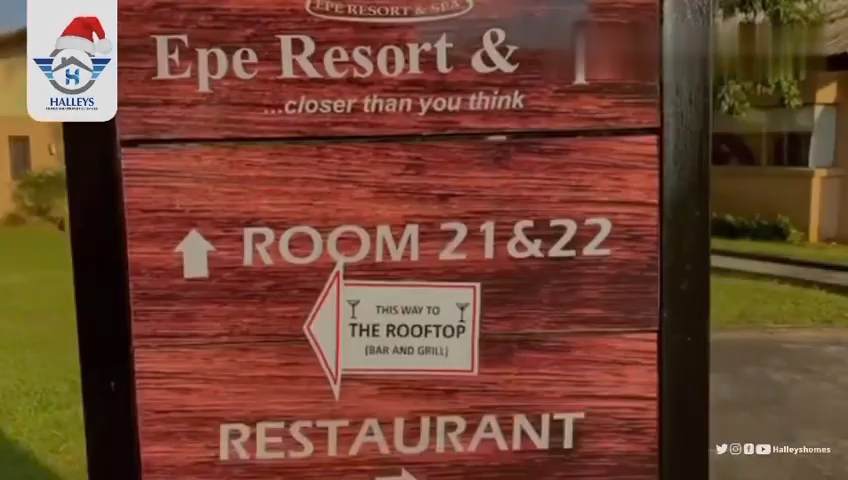 HALLEYS
EPE RESORT & SPA
Epe Resort &
...closer than you think
ROOM 21&22
THIS WAY TO
THE ROOFTOP
(BAR AND GRILL)
RESTAURANT
Halleyshomes